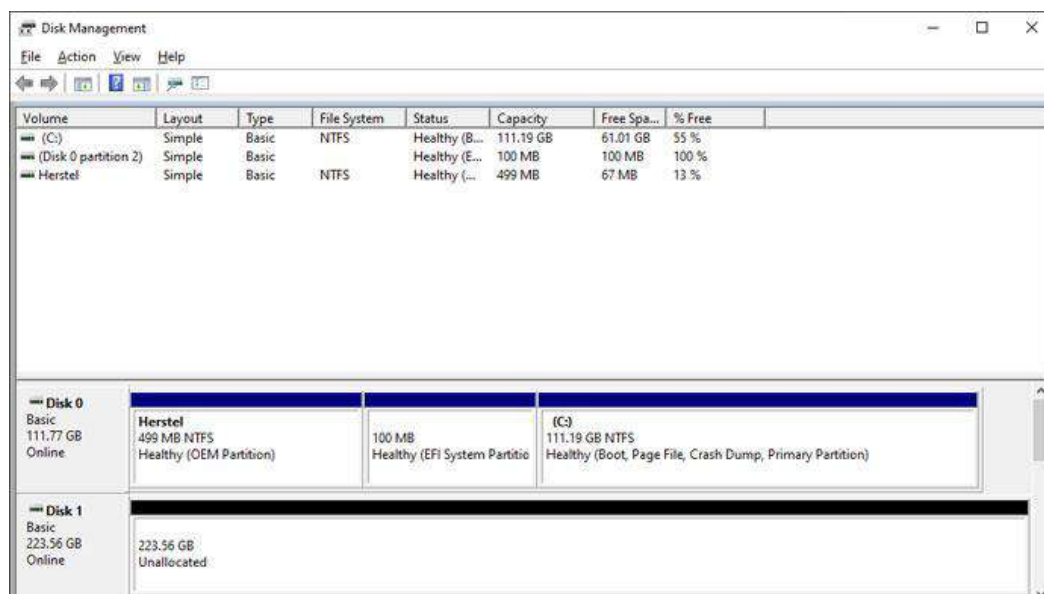 Disk Management
File Action View Help
Volume Layout Type File System Status Capacity Free Spa... % Free
(C:) Simple Basic NTFS Healthy (B... 111.19 GB 61.01 GB 55 %
(Disk 0 partition 2) Simple Basic Healthy (E... 100 MB 100 MB 100 %
Herstel Simple Basic NTFS Healthy (... 499 MB 67 MB 13 %
Disk 0
Basic
111.77 GB
Online
Herstel
499 MB NTFS
Healthy (OEM Partition)
100 MB
Healthy (EFI System Partitio
(C:)
111.19 GB NTFS
Healthy (Boot, Page File, Crash Dump, Primary Partition)
Disk 1
Basic
223.56 GB
Online
223.56 GB
Unallocated